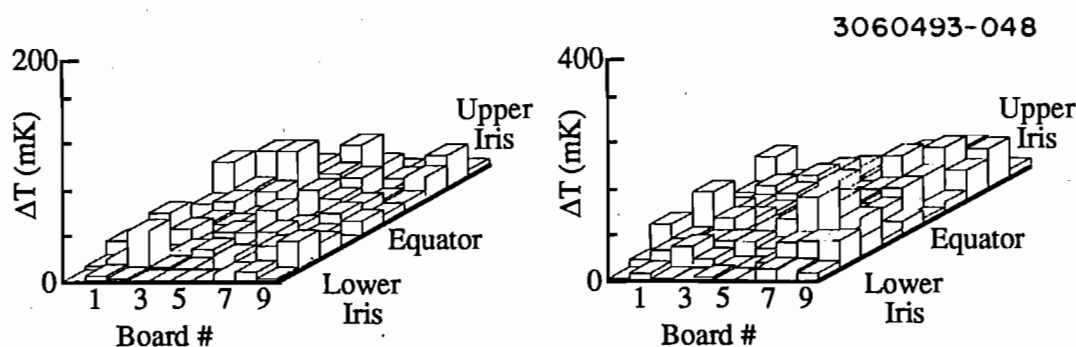 3060493-048
200
ΔT (mK)
0
1 3 5 7 9
Board #
Lower
Iris
Equator
Upper
Iris
400
ΔT (mK)
0
1 3 5 7 9
Board #
Lower
Iris
Equator
Upper
Iris